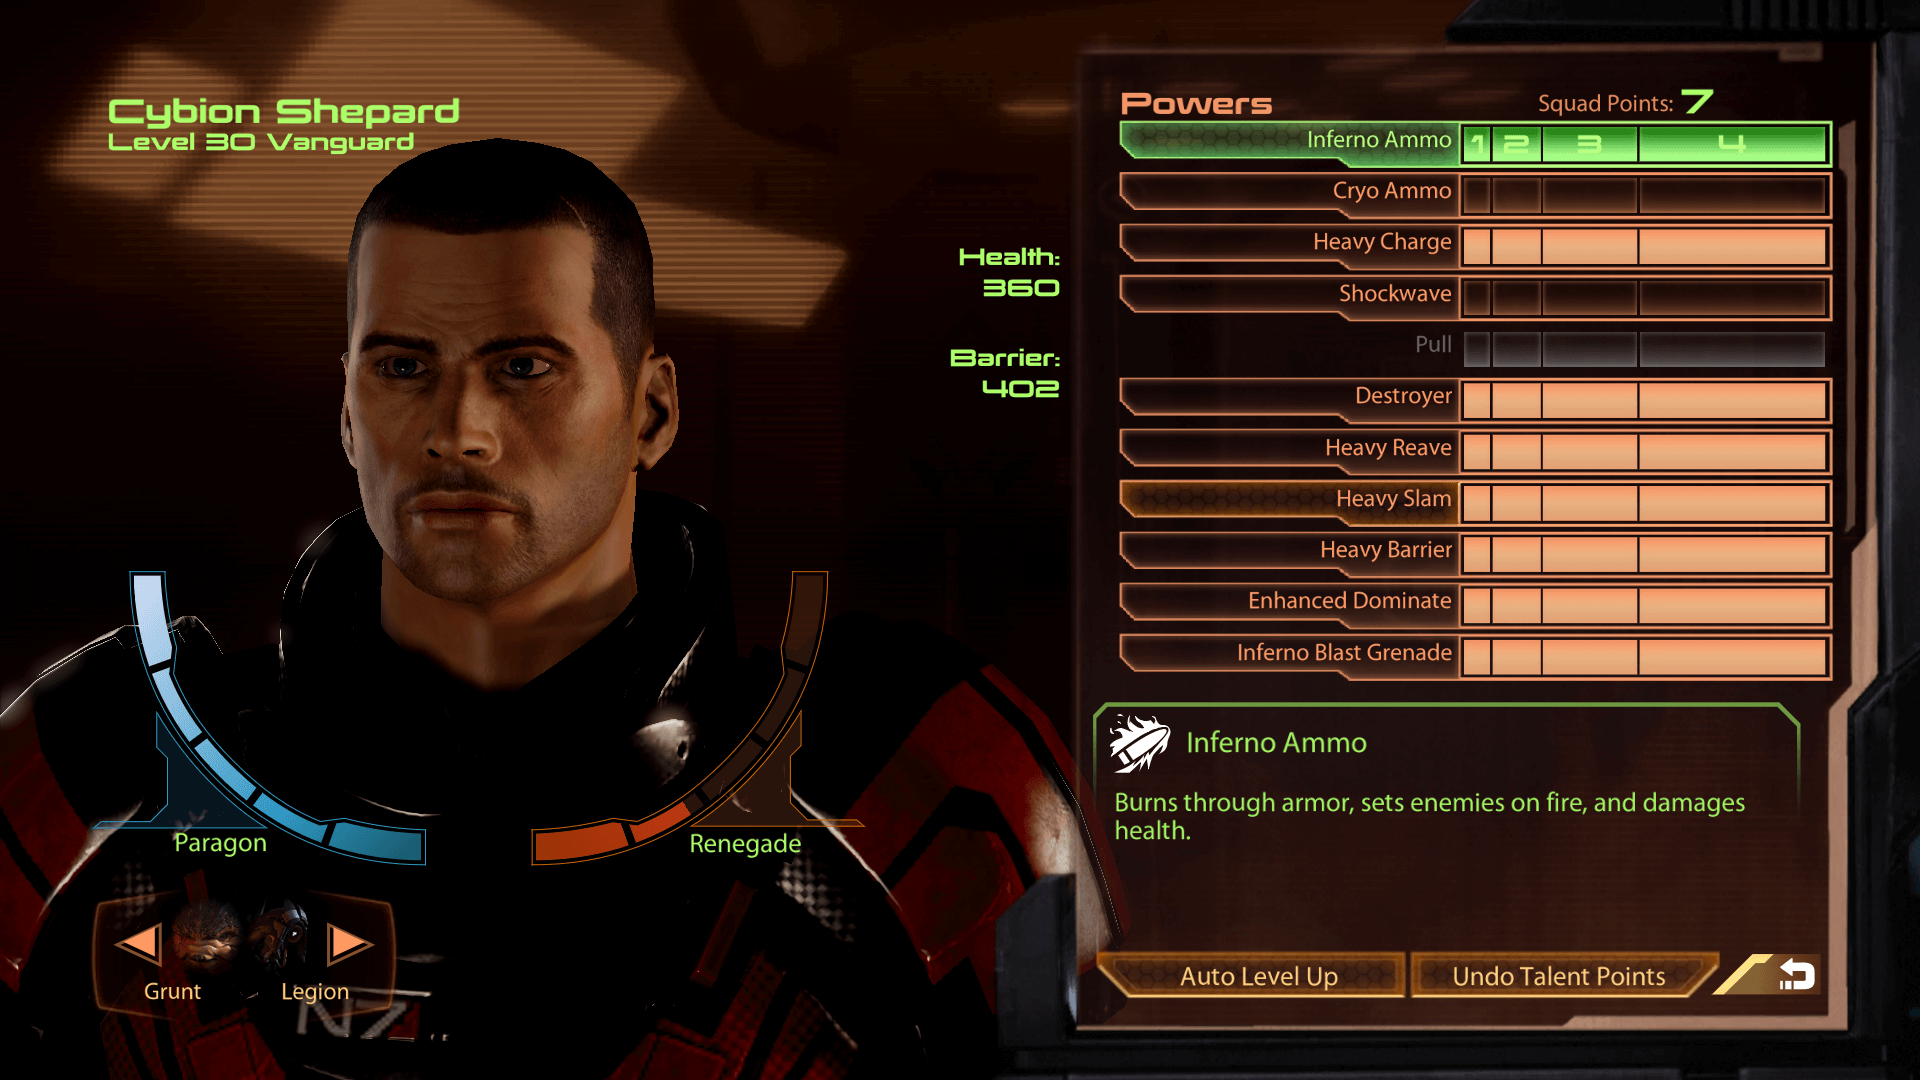 Cybion Shepard
Level 30 Vanguard
Health:
360
Barrier:
402
Powers
Squad Points: 7
Inferno Ammo 1 2 3 4
Cryo Ammo
Heavy Charge
Shockwave
Pull
Destroyer
Heavy Reave
Heavy Slam
Heavy Barrier
Enhanced Dominate
Inferno Blast Grenade
Inferno Ammo
Burns through armor, sets enemies on fire, and damages
health.
Paragon
Renegade
Grunt
Legion
N7
Auto Level Up
Undo Talent Points